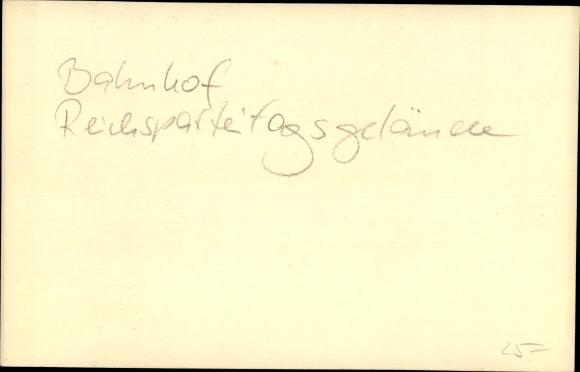 Bahnhof
Reichsparteitagsgelände
25-